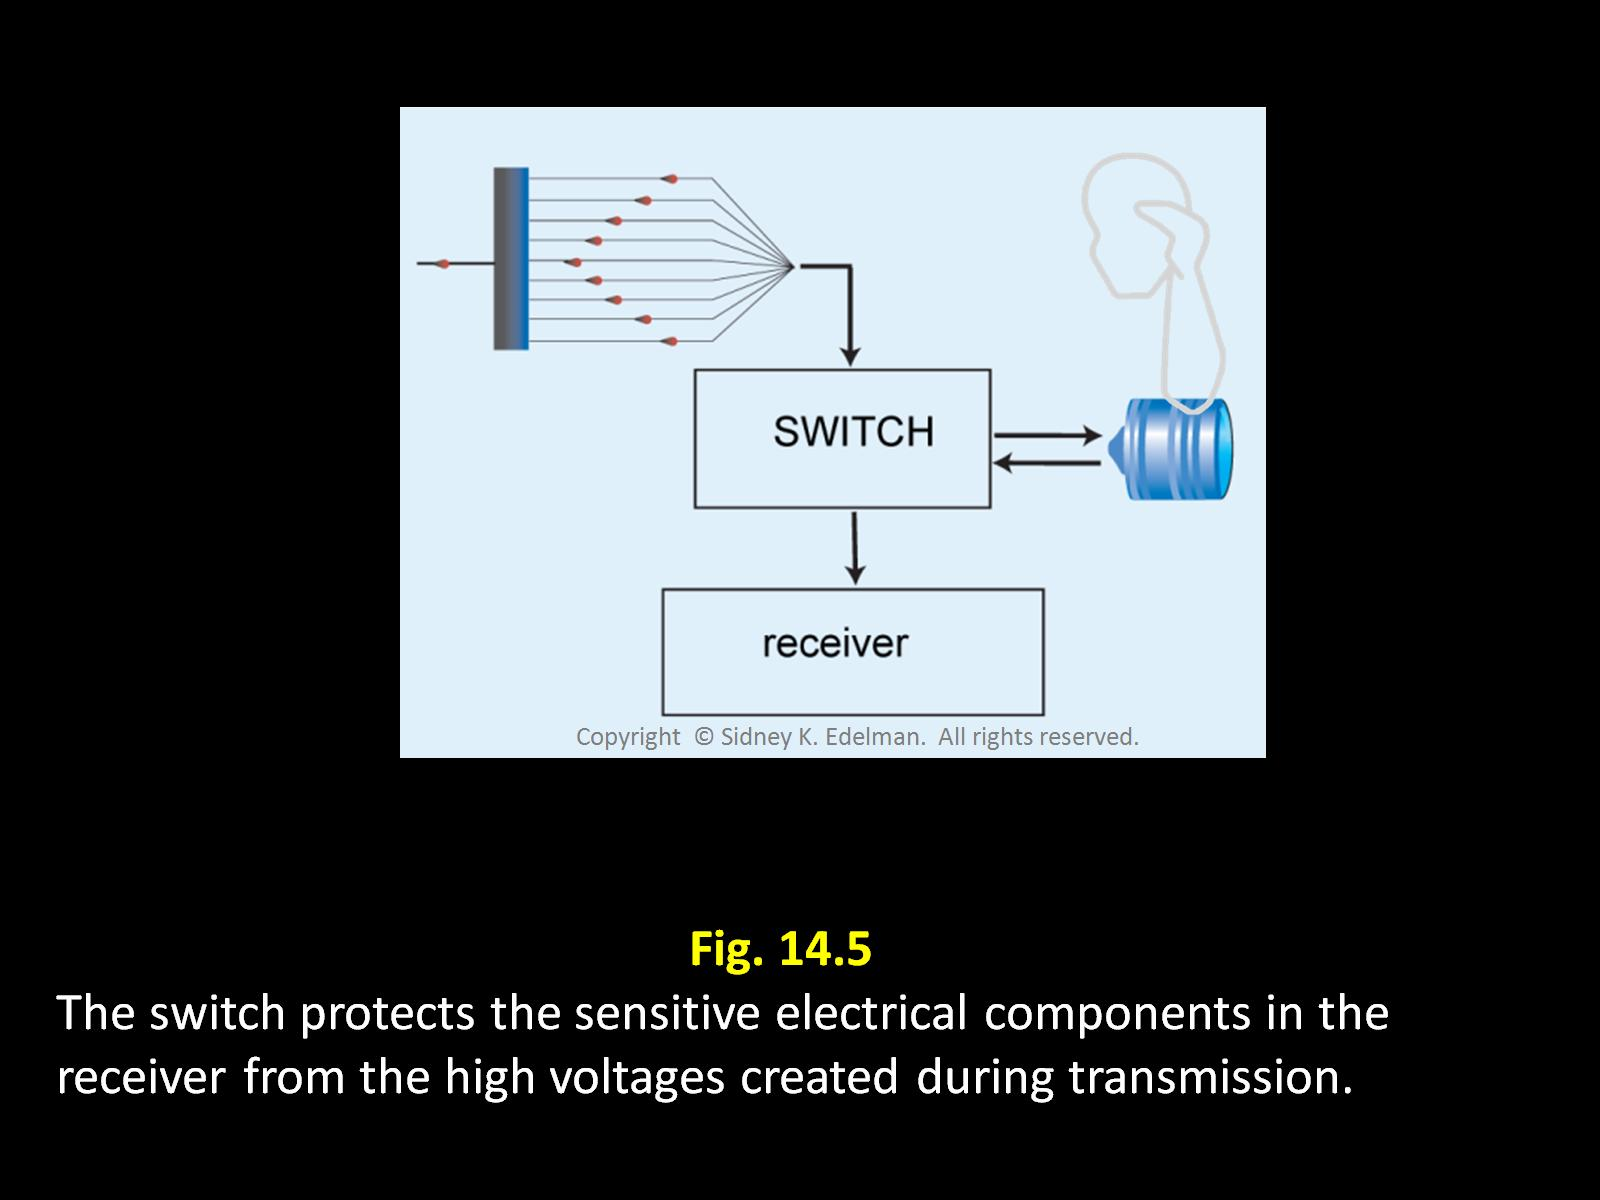 SWITCH
receiver
Copyright © Sidney K. Edelman. All rights reserved.
Fig. 14.5
The switch protects the sensitive electrical components in the
receiver from the high voltages created during transmission.